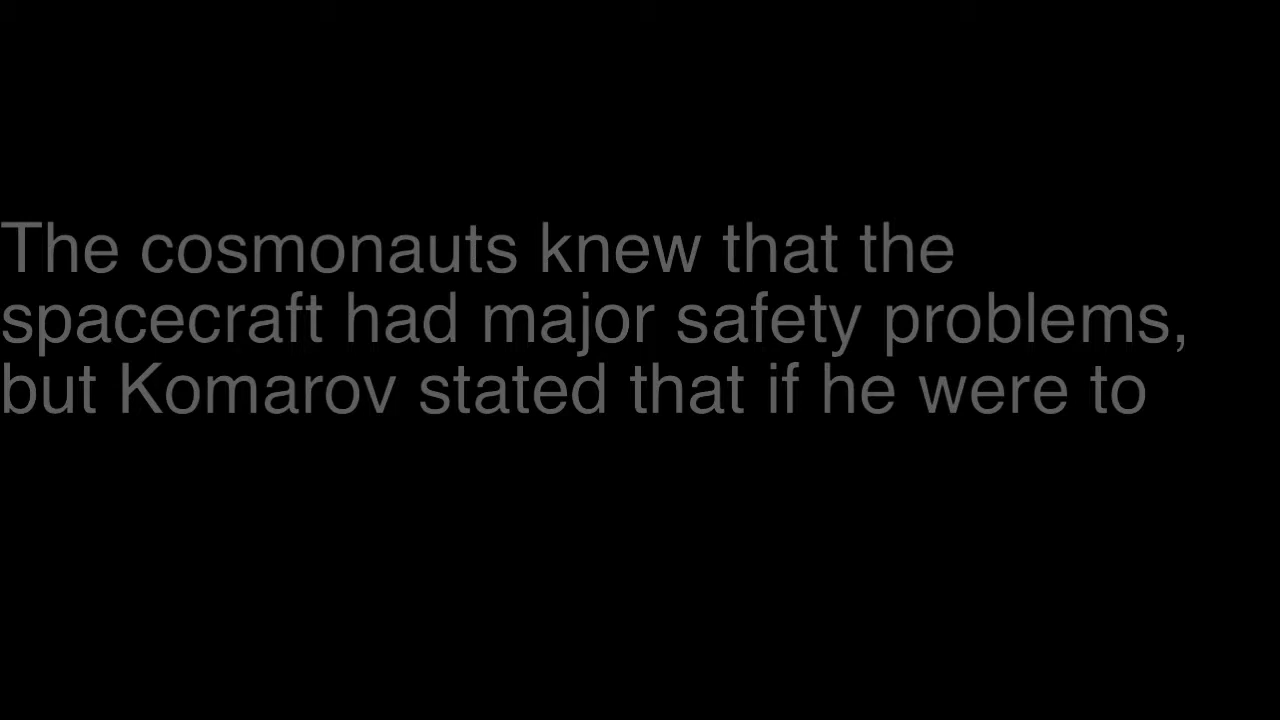 The cosmonauts knew that the
spacecraft had major safety problems,
but Komarov stated that if he were to